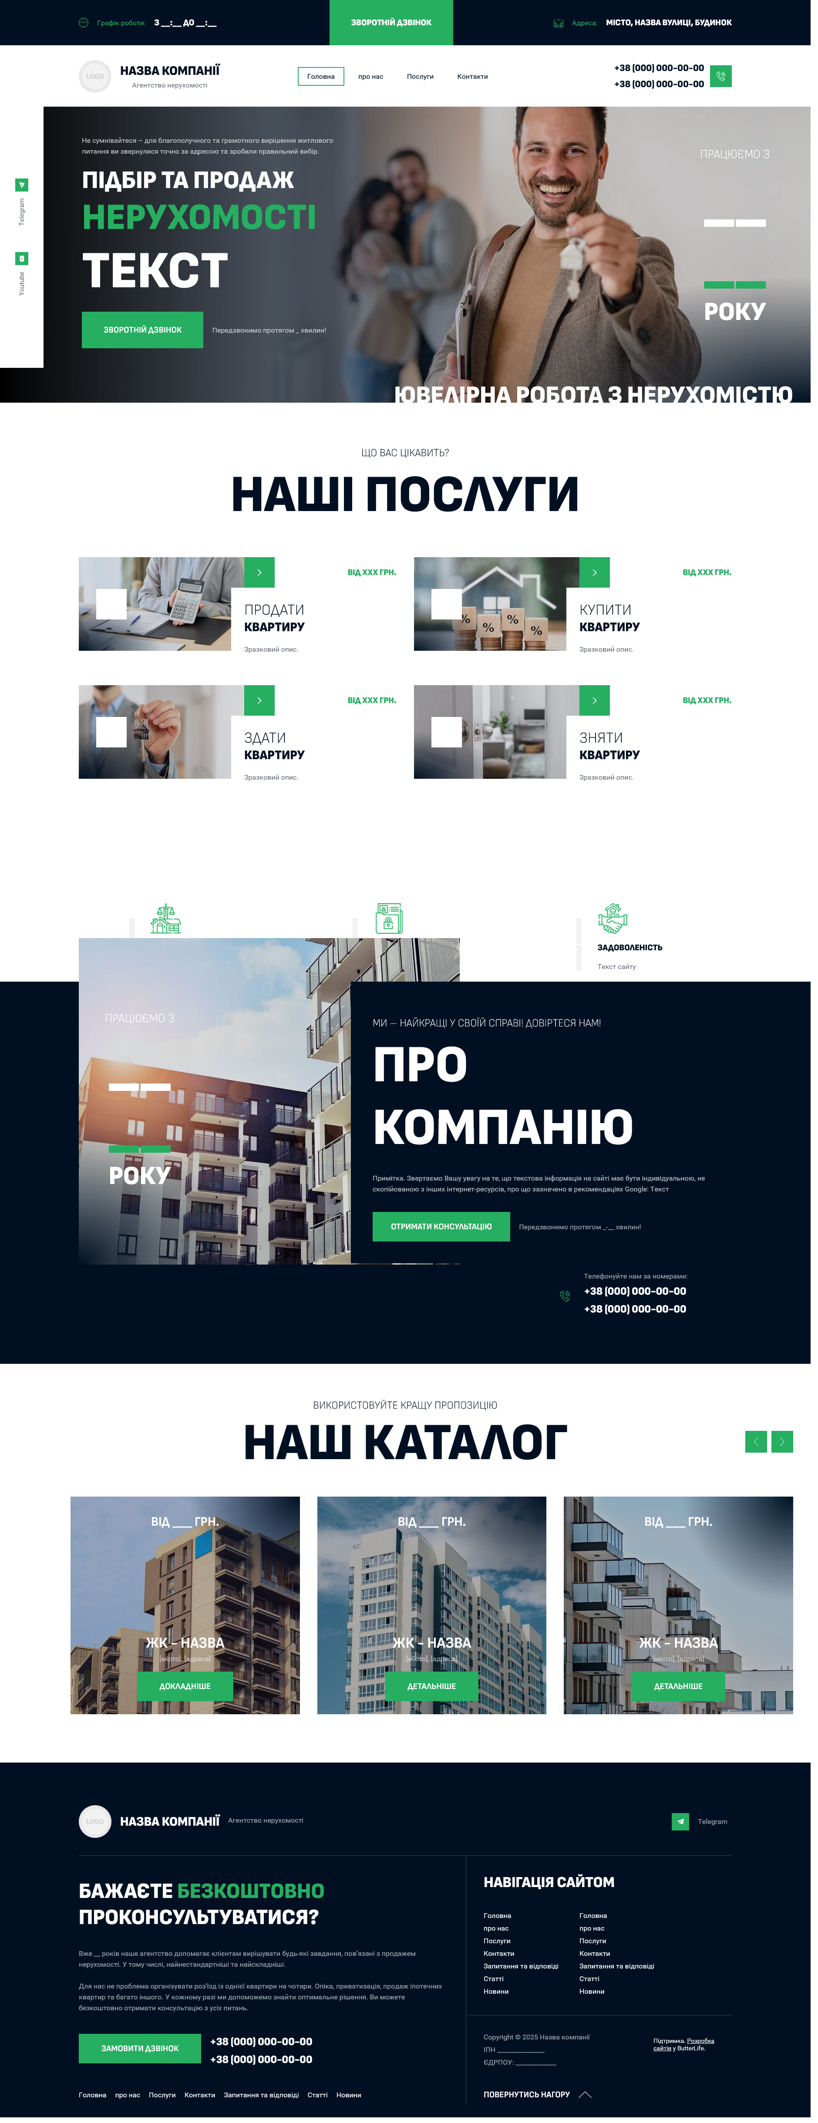 Графік роботи: З __:__ ДО __:__
ЗВОРОТНІЙ ДЗВІНОК
Адреса: МІСТО, НАЗВА ВУЛИЦІ, БУДИНОК
LOGO
НАЗВА КОМПАНІЇ
Агентство нерухомості
Головна
про нас
Послуги
Контакти
+38 (000) 000-00-00
+38 (000) 000-00-00
Telegram
Youtube
Не сумнівайтеся – для благополучного та грамотного вирішення житлового
питання ви звернулися точно за адресою та зробили правильний вибір.
ПІДБІР ТА ПРОДАЖ
НЕРУХОМОСТІ
ТЕКСТ
ЗВОРОТНІЙ ДЗВІНОК
Передзвонимо протягом _ хвилин!
ПРАЦЮЄМО З
РОКУ
ЮВЕЛІРНА РОБОТА З НЕРУХОМІСТЮ
ЩО ВАС ЦІКАВИТЬ?
НАШІ ПОСЛУГИ
ВІД XXX ГРН.
ПРОДАТИ
КВАРТИРУ
Зразковий опис.
ВІД XXX ГРН.
КУПИТИ
КВАРТИРУ
Зразковий опис.
% % % %
ВІД XXX ГРН.
ЗДАТИ
КВАРТИРУ
Зразковий опис.
ВІД XXX ГРН.
ЗНЯТИ
КВАРТИРУ
Зразковий опис.
ЗАДОВОЛЕНІСТЬ
Текст сайту
ПРАЦЮЄМО З
РОКУ
МИ – НАЙКРАЩІ У СВОЇЙ СПРАВІ! ДОВІРТЕСЯ НАМ!
ПРО
КОМПАНІЮ
Примітка. Звертаємо Вашу увагу на те, що текстова інформація на сайті має бути індивідуальною, не
скопійованою з інших інтернет-ресурсів, про що зазначено в рекомендаціях Google: Текст
ОТРИМАТИ КОНСУЛЬТАЦІЮ
Передзвонимо протягом _-__ хвилин!
Телефонуйте нам за номерами:
+38 (000) 000-00-00
+38 (000) 000-00-00
ВИКОРИСТОВУЙТЕ КРАЩУ ПРОПОЗИЦІЮ
НАШ КАТАЛОГ
ВІД ___ ГРН.
ЖК - НАЗВА
[місто], [адреса]
ДОКЛАДНІШЕ
ВІД ___ ГРН.
ЖК - НАЗВА
[місто], [адреса]
ДЕТАЛЬНІШЕ
ВІД ___ ГРН.
ЖК - НАЗВА
[місто], [адреса]
ДЕТАЛЬНІШЕ
LOGO
НАЗВА КОМПАНІЇ
Агентство нерухомості
Telegram
БАЖАЄТЕ БЕЗКОШТОВНО
ПРОКОНСУЛЬТУВАТИСЯ?
Вже __ років наше агентство допомагає клієнтам вирішувати будь-які завдання, пов'язані з продажем
нерухомості. У тому числі, найнестандартніші та найскладніші.
Для нас не проблема організувати роз'їзд із однієї квартири на чотири. Опіка, приватизація, продаж іпотечних
квартир та багато іншого. У кожному разі ми допоможемо знайти оптимальне рішення. Ви можете
безкоштовно отримати консультацію з усіх питань.
ЗАМОВИТИ ДЗВІНОК
+38 (000) 000-00-00
+38 (000) 000-00-00
Головна про нас Послуги Контакти Запитання та відповіді Статті Новини
НАВІГАЦІЯ САЙТОМ
Головна
про нас
Послуги
Контакти
Запитання та відповіді
Статті
Новини
Головна
про нас
Послуги
Контакти
Запитання та відповіді
Статті
Новини
Copyright © 2025 Назва компанії
ІПН ______________
ЄДРПОУ: ____________
Підтримка. Розробка
сайтів у ButterLife.
ПОВЕРНУТИСЬ НАГОРУ